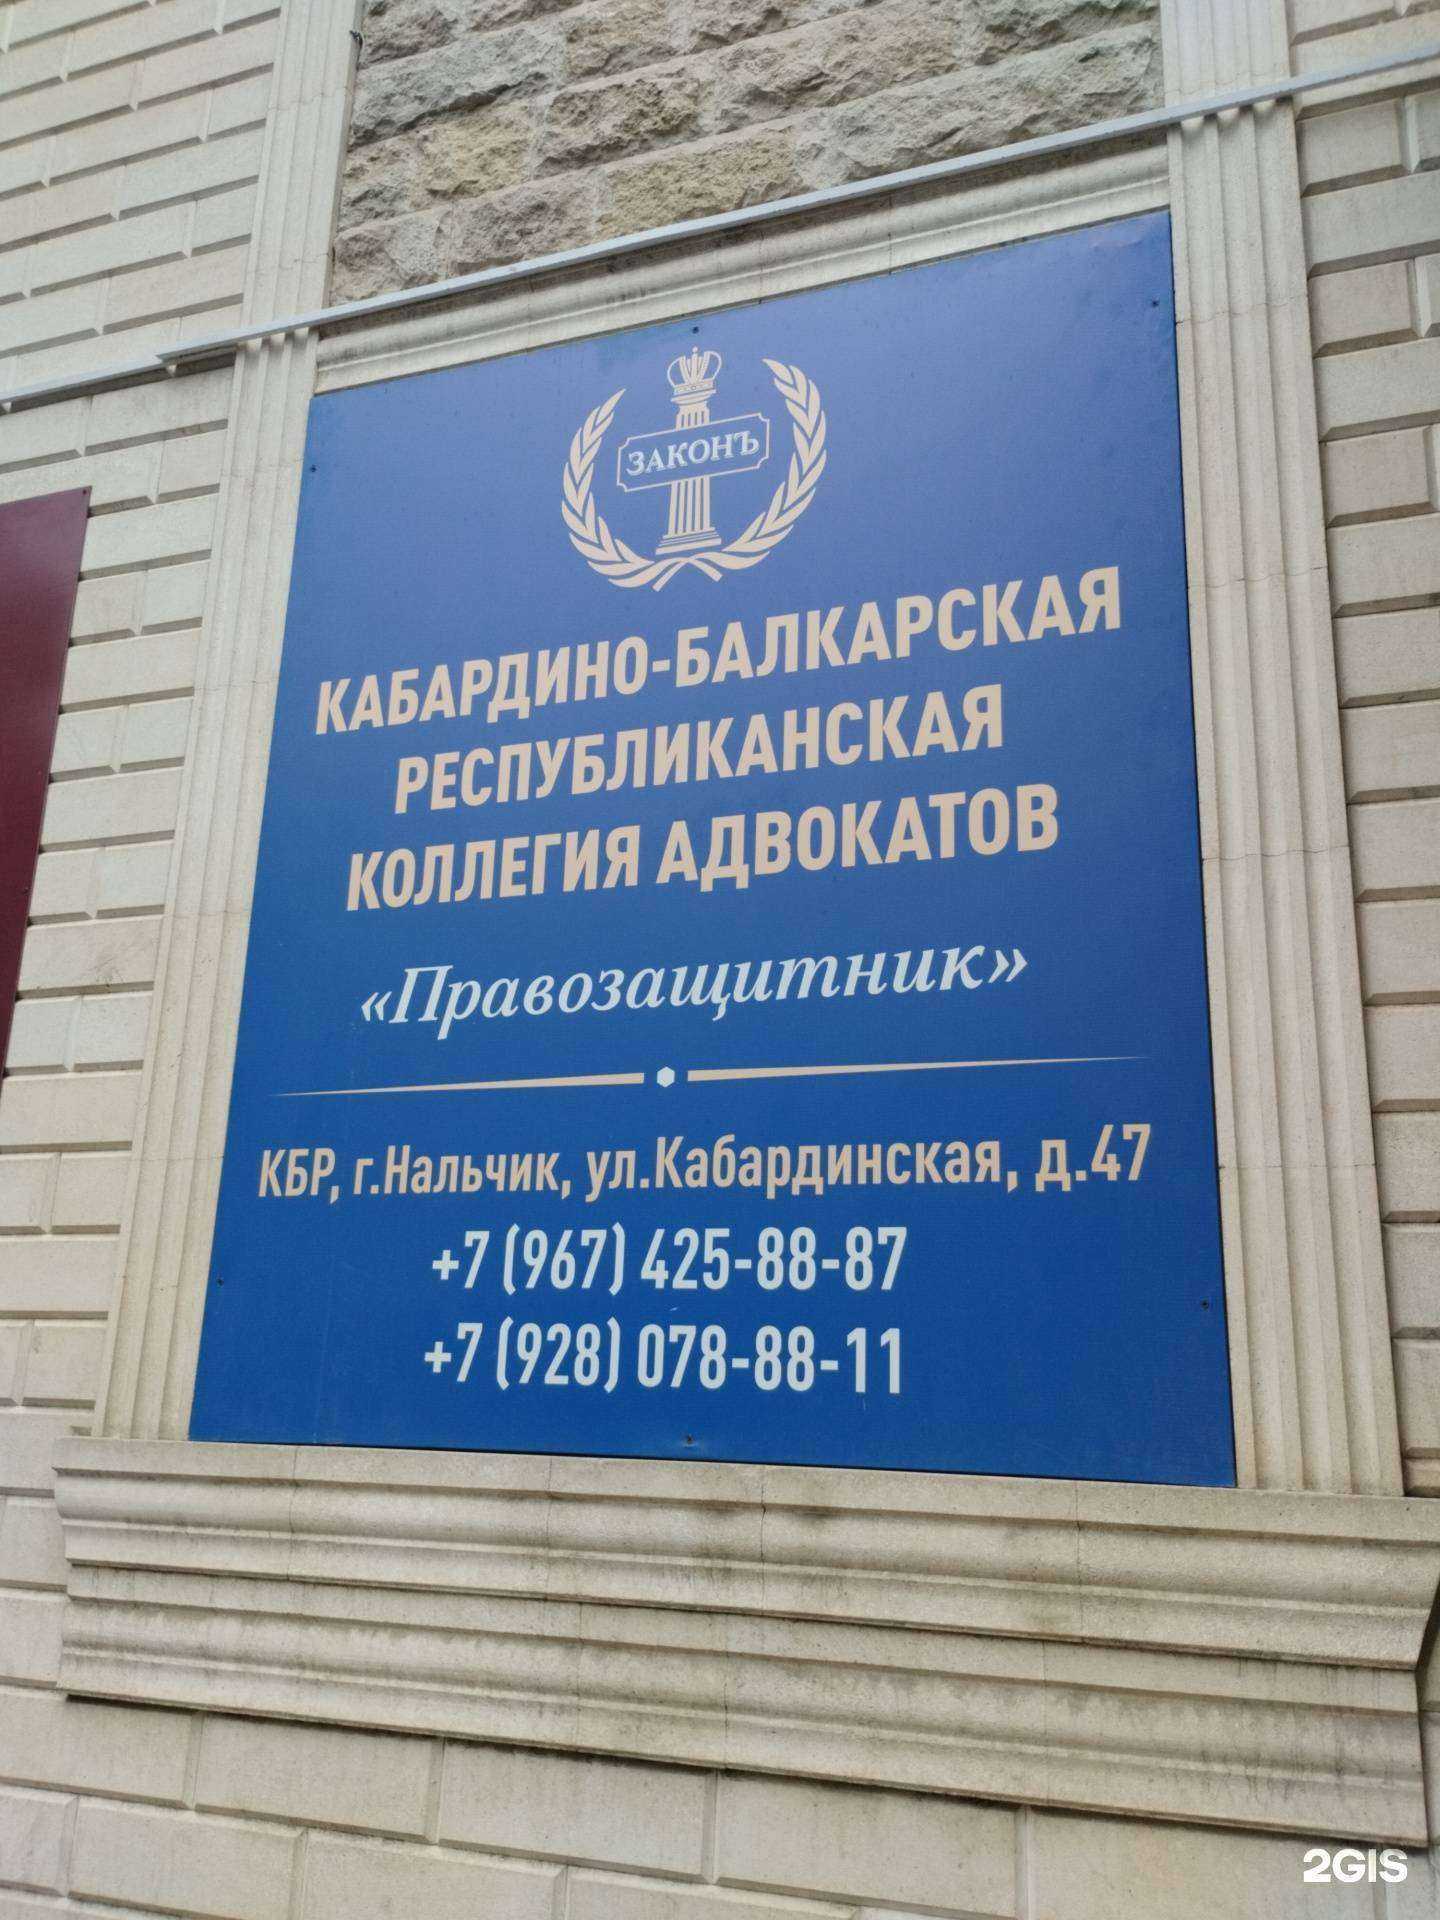 ЗАКОНЪ
КАБАРДИНО-БАЛКАРСКАЯ
РЕСПУБЛИКАНСКАЯ
КОЛЛЕГИЯ АДВОКАТОВ
«Правозащитник»
КБР, г.Нальчик, ул.Кабардинская, д.47
+7 (967) 425-88-87
+7 (928) 078-88-11
2GIS